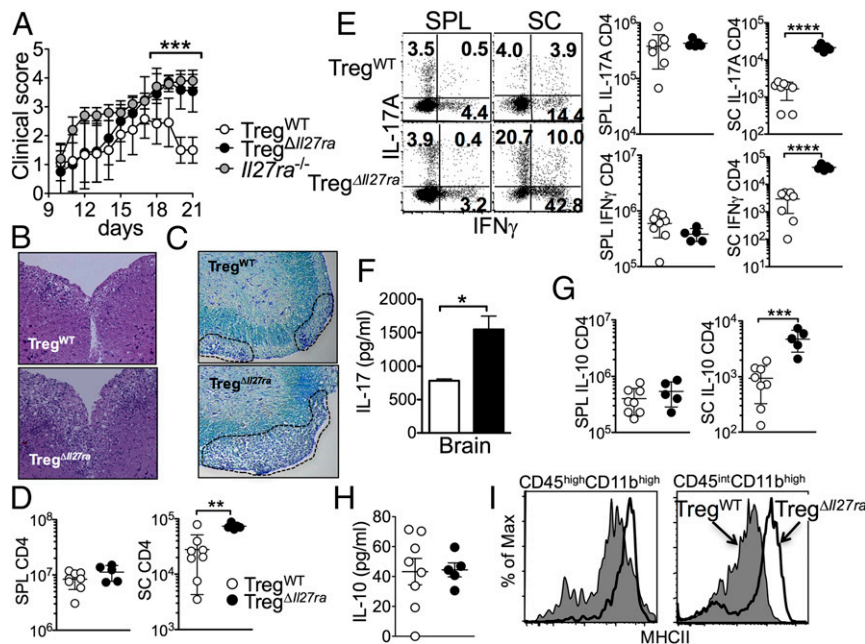 A
***
Clinical score
5
4
3
2
1
0
9 12 15 18 21
days
Treg^WT
Treg^ΔIl27ra
Il27ra^-/-
B
Treg^WT
Treg^ΔIl27ra
C
Treg^WT
Treg^ΔIl27ra
D
SPL CD4
10^8
10^7
10^6
SC CD4
**
10^5
10^4
10^3
Treg^WT
Treg^ΔIl27ra
E
SPL SC
Treg^WT
3.5 0.5 4.0 3.9
4.4 14.4
IL-17A
Treg^ΔIl27ra
3.9 0.4 20.7 10.0
3.2 42.8
IFNγ
SPL IL-17A CD4
10^6
10^5
10^4
SC IL-17A CD4
****
10^5
10^4
10^3
10^2
SPL IFNγ CD4
10^7
10^6
10^5
SC IFNγ CD4
****
10^5
10^4
10^3
10^2
10^1
F
*
IL-17 (pg/ml)
2000
1500
1000
500
0
Brain
G
SPL IL-10 CD4
10^7
10^6
10^5
SC IL-10 CD4
***
10^4
10^3
10^2
H
IL-10 (pg/ml)
80
60
40
20
0
I
CD45^high CD11b^high CD45^int CD11b^high
Treg^WT Treg^ΔIl27ra
% of Max
MHCII